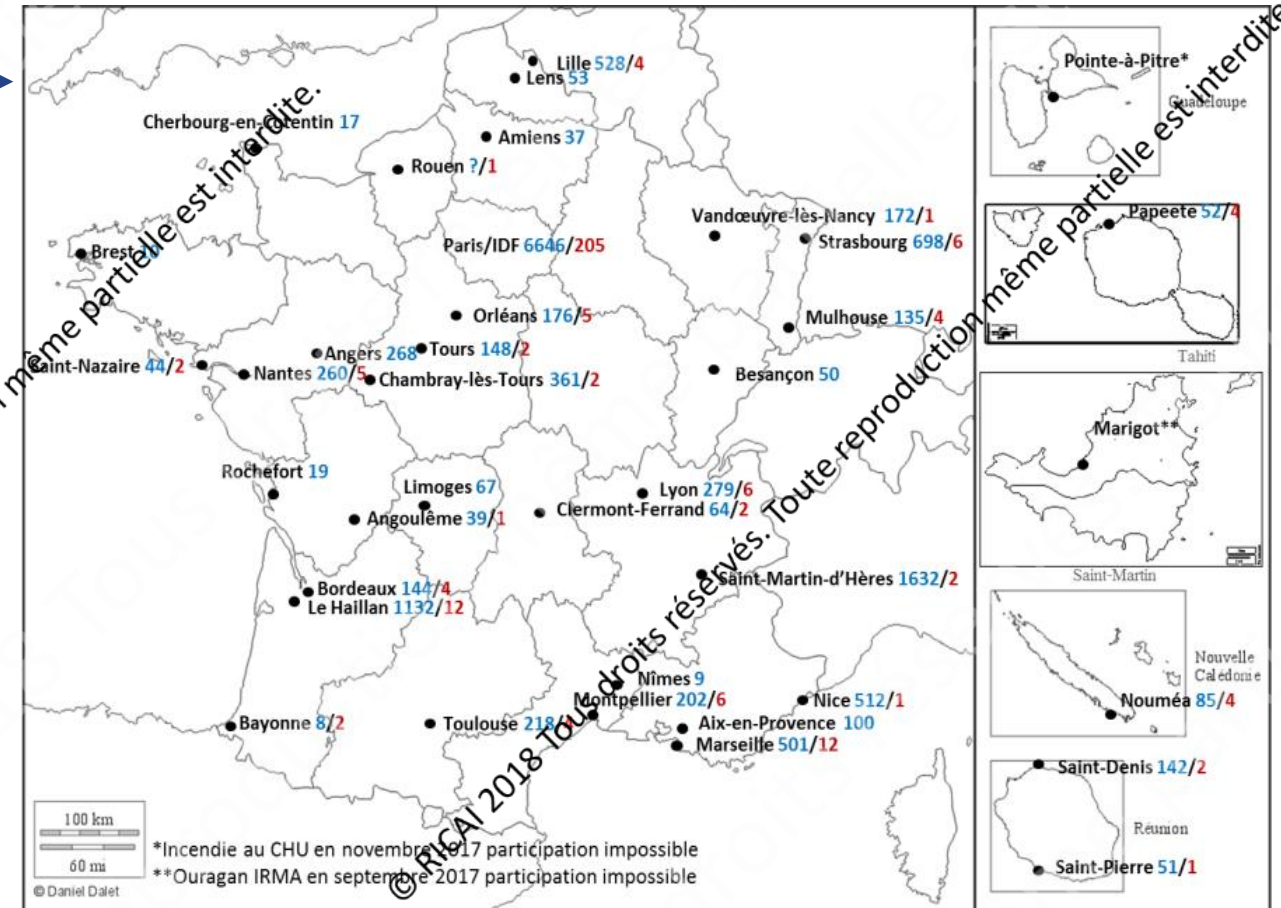 Lille 528/4
Lens 53
Cherbourg-en-Cotentin 17
Amiens 37
Rouen ?/1
Vandœuvre-lès-Nancy 172/1
Strasbourg 698/6
Paris/IDF 6646/205
Brest
Orléans 176/5
Mulhouse 135/4
Angers 268
Tours 148/2
Saint-Nazaire 44/2
Nantes 260/5
Chambray-lès-Tours 361/2
Besançon 50
Rochefort 19
Limoges 67
Angoulême 39/1
Lyon 279/6
Clermont-Ferrand 64/2
Saint-Martin-d'Hères 1632/2
Bordeaux 144/4
Le Haillan 1132/12
Nîmes 9
Montpellier 202/6
Nice 512/1
Bayonne 8/2
Toulouse 218/
Aix-en-Provence 100
Marseille 501/12
100 km
60 mi
© Daniel Dalet
*Incendie au CHU en novembre 2017 participation impossible
**Ouragan IRMA en septembre 2017 participation impossible
Pointe-à-Pitre*
Guadeloupe
Papeete 52/4
Tahiti
Marigot**
Saint-Martin
Nouvelle
Calédonie
Nouméa 85/4
Saint-Denis 142/2
Réunion
Saint-Pierre 51/1
même partielle est interdite.
© RICAI 2018 Tous droits réservés. Toute reproduction même partielle est interdite